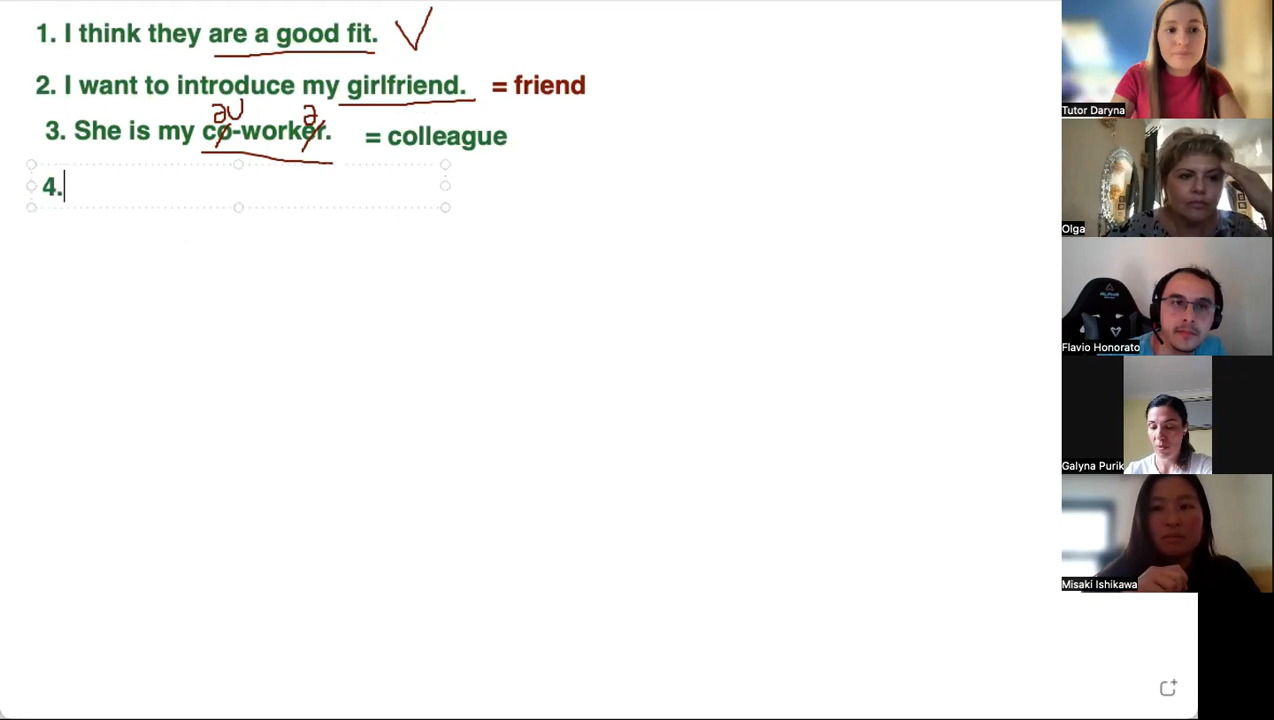 1. I think they are a good fit. √
2. I want to introduce my girlfriend. = friend
əʊ ə
3. She is my co-worker. = colleague
4.
Tutor Daryna
Olga
Flavio Honorato
Galyna Purik
Misaki Ishikawa